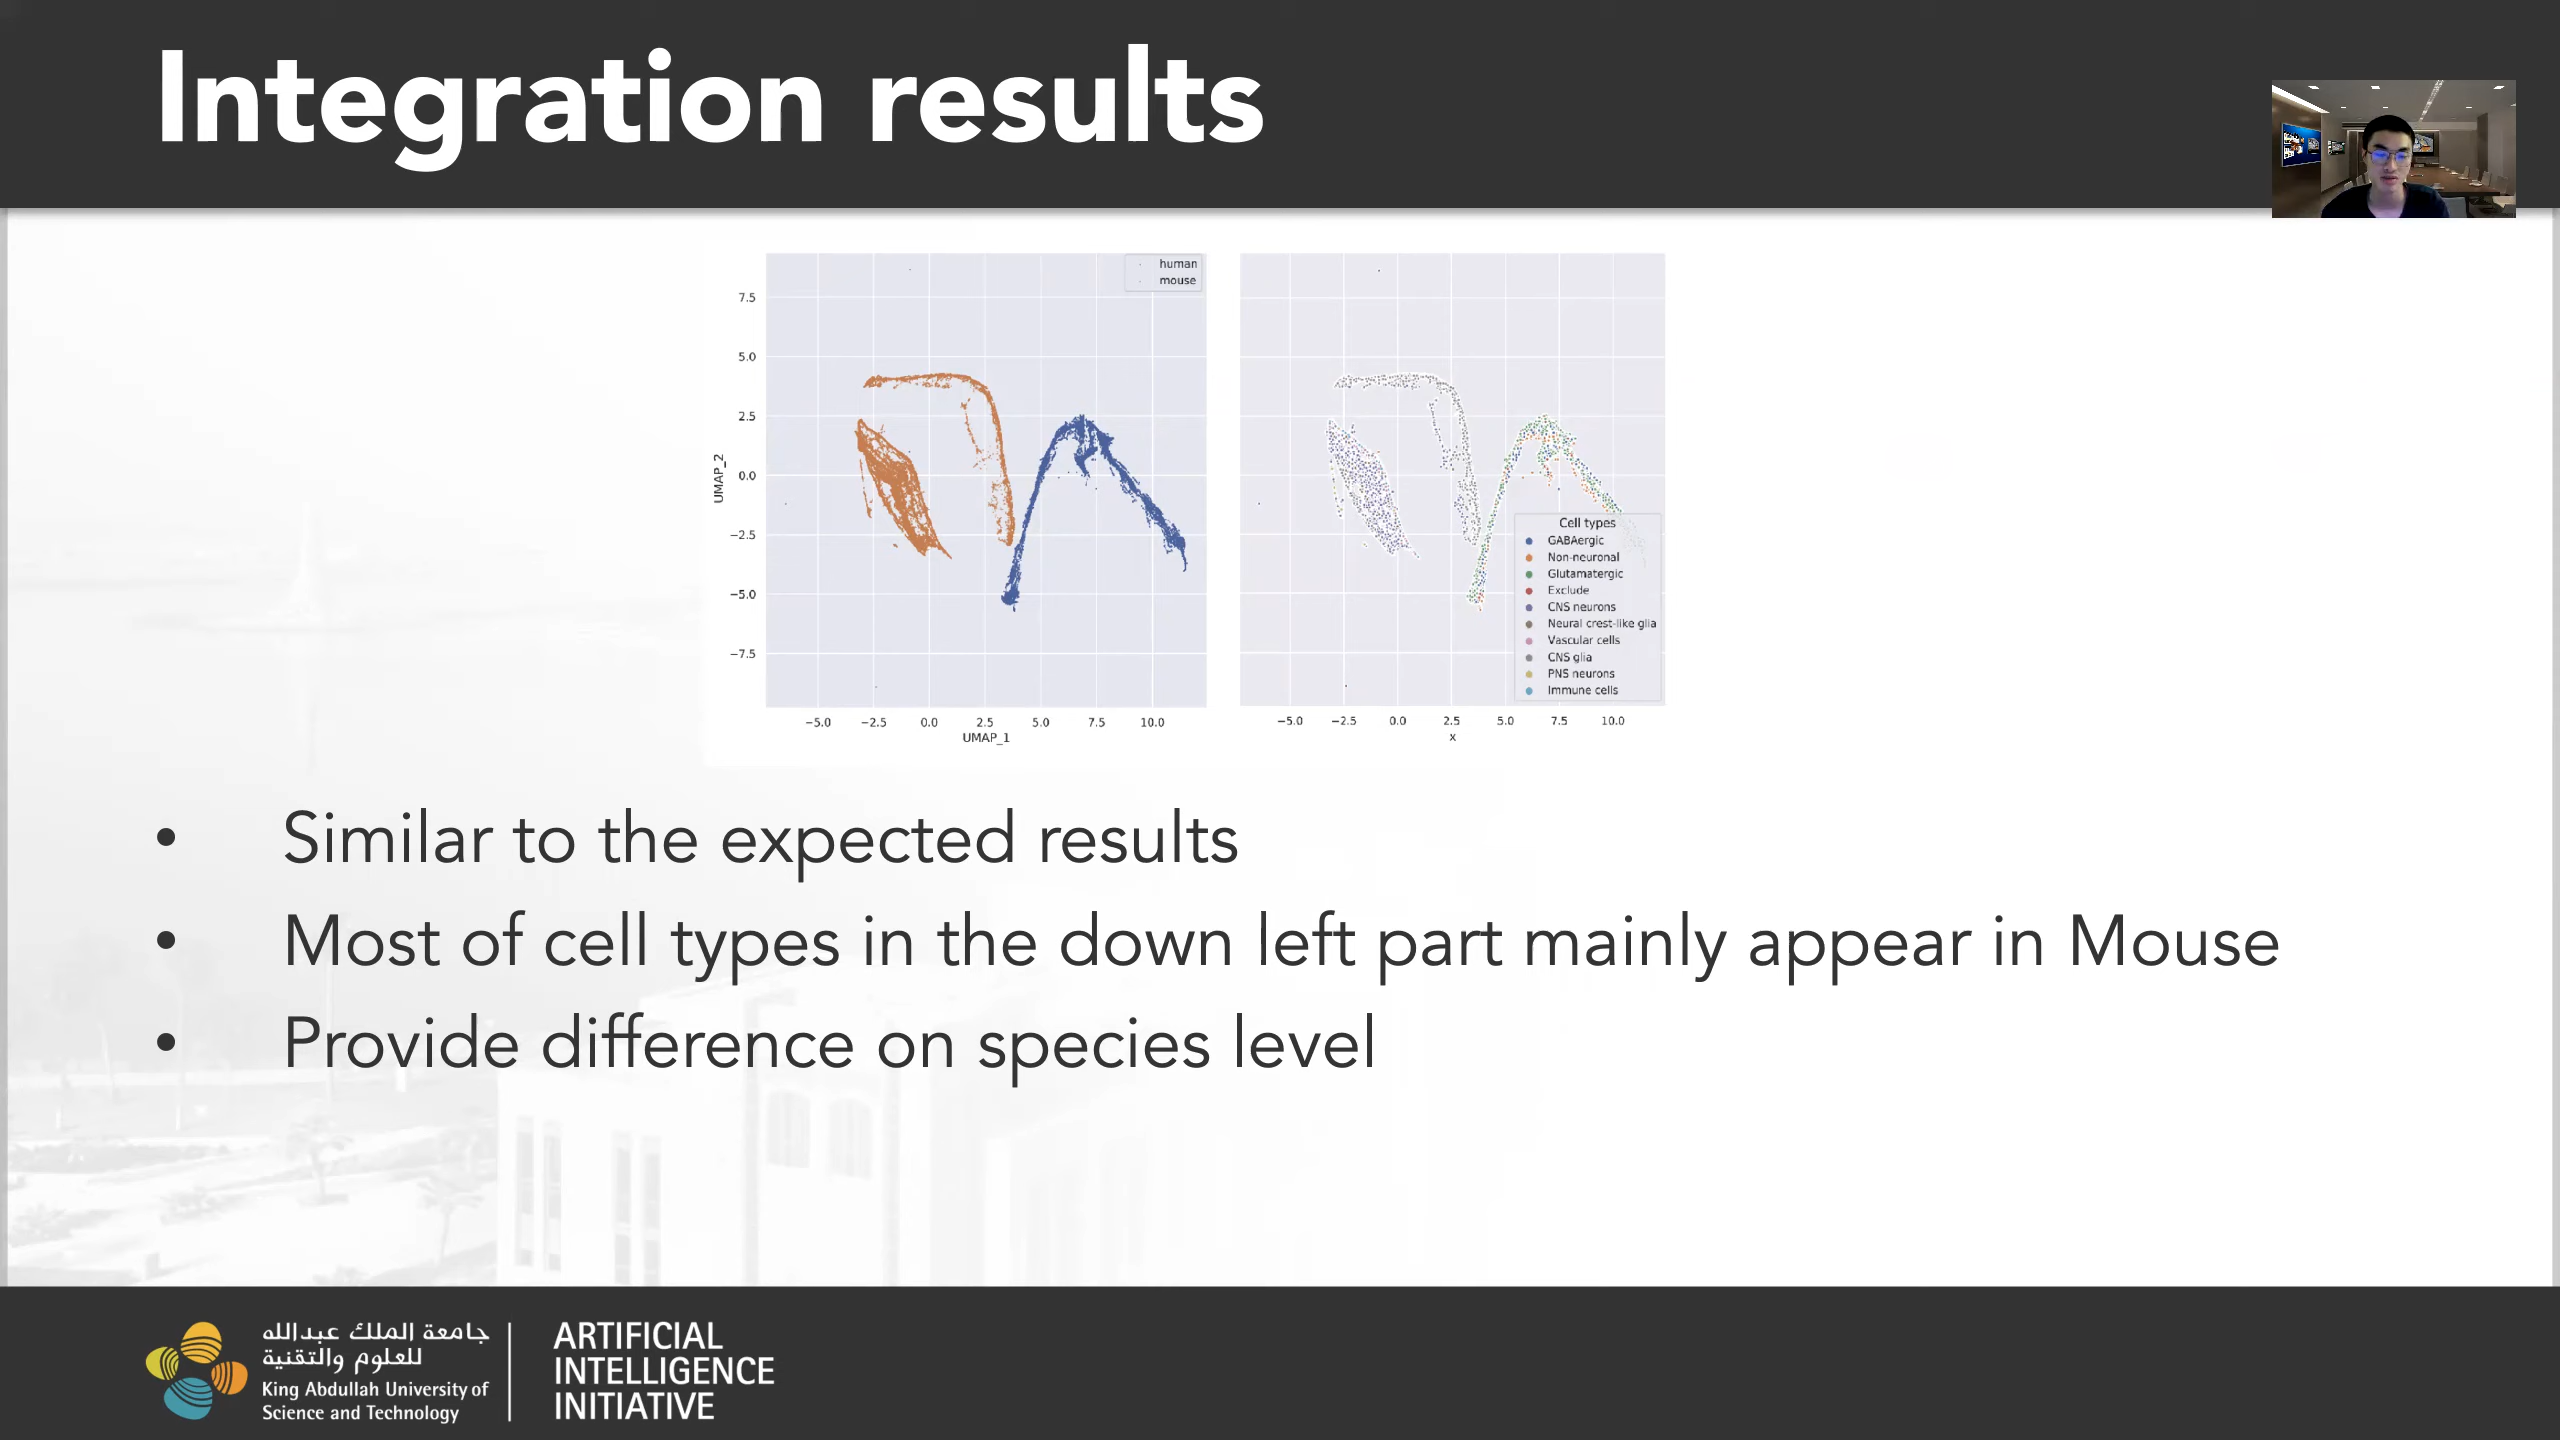 Integration results
human
mouse
7.5
5.0
2.5
0.0
−2.5
−5.0
−7.5
UMAP_2
−5.0 −2.5 0.0 2.5 5.0 7.5 10.0
UMAP_1
Cell types
GABAergic
Non-neuronal
Glutamatergic
Exclude
CNS neurons
Neural crest-like glia
Vascular cells
CNS glia
PNS neurons
Immune cells
−5.0 −2.5 0.0 2.5 5.0 7.5 10.0
x
• Similar to the expected results
• Most of cell types in the down left part mainly appear in Mouse
• Provide difference on species level
جامعة الملك عبدالله
للعلوم والتقنية
King Abdullah University of
Science and Technology
ARTIFICIAL
INTELLIGENCE
INITIATIVE